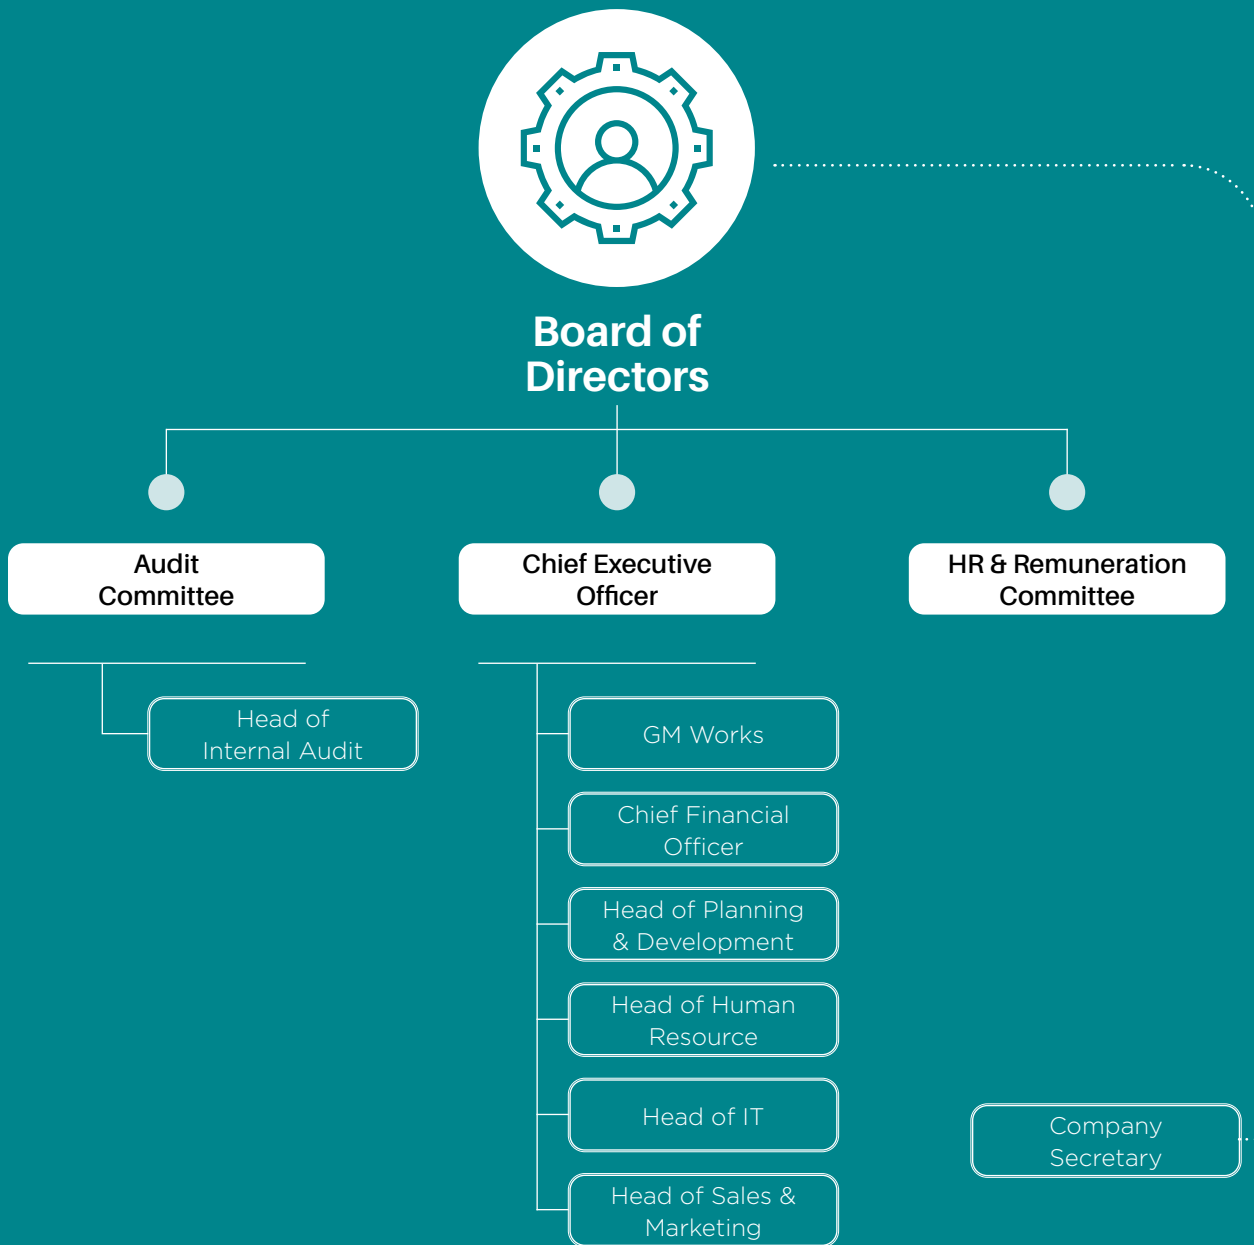 Board of
Directors
Audit
Committee
Chief Executive
Officer
HR & Remuneration
Committee
Head of
Internal Audit
GM Works
Chief Financial
Officer
Head of Planning
& Development
Head of Human
Resource
Head of IT
Company
Secretary
Head of Sales &
Marketing